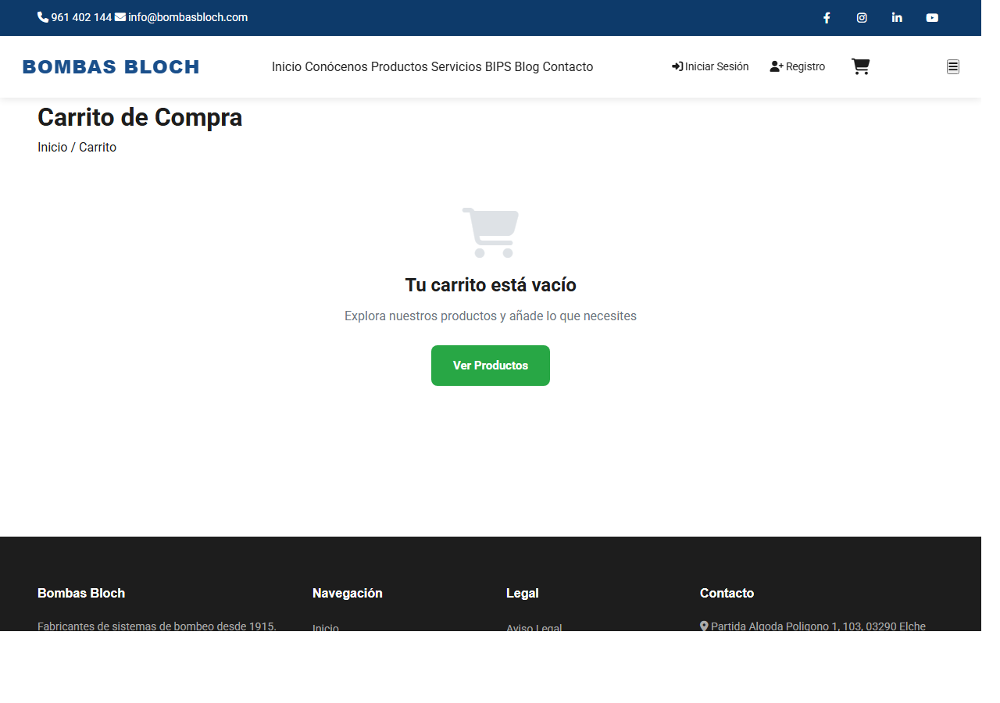 961 402 144 info@bombasbloch.com
BOMBAS BLOCH
Inicio Conócenos Productos Servicios BIPS Blog Contacto
Iniciar Sesión Registro
Carrito de Compra
Inicio / Carrito
Tu carrito está vacío
Explora nuestros productos y añade lo que necesites
Ver Productos
Bombas Bloch
Fabricantes de sistemas de bombeo desde 1915.
Navegación
Inicio
Legal
Aviso Legal
Contacto
Partida Algoda Poligono 1, 103, 03290 Elche